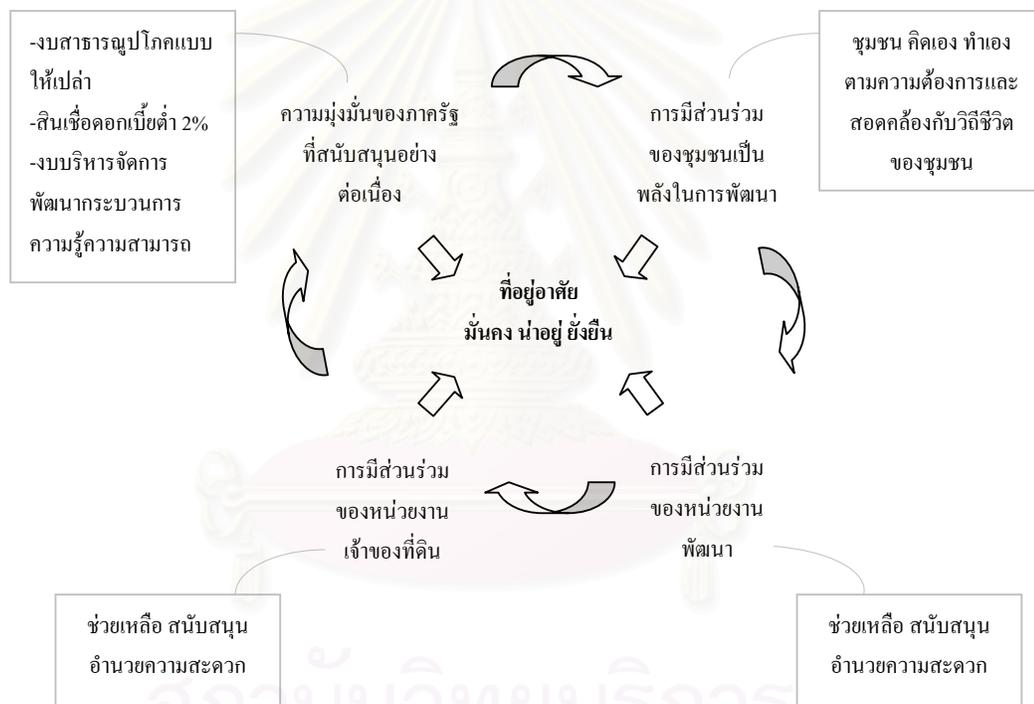 -งบสาธารณูปโภคแบบ
ให้เปล่า
-สินเชื่อดอกเบี้ยต่ำ 2%
-งบบริหารจัดการ
พัฒนากระบวนการ
ความรู้ความสามารถ
ความมุ่งมั่นของภาครัฐ
ที่สนับสนุนอย่าง
ต่อเนื่อง
การมีส่วนร่วม
ของชุมชนเป็น
พลังในการพัฒนา
ชุมชน คิดเอง ทำเอง
ตามความต้องการและ
สอดคล้องกับวิถีชีวิต
ของชุมชน
ที่อยู่อาศัย
มั่นคง น่าอยู่ ยั่งยืน
การมีส่วนร่วม
ของหน่วยงาน
เจ้าของที่ดิน
การมีส่วนร่วม
ของหน่วยงาน
พัฒนา
ช่วยเหลือ สนับสนุน
อำนวยความสะดวก
ช่วยเหลือ สนับสนุน
อำนวยความสะดวก
สถาบันวิทยบริการ